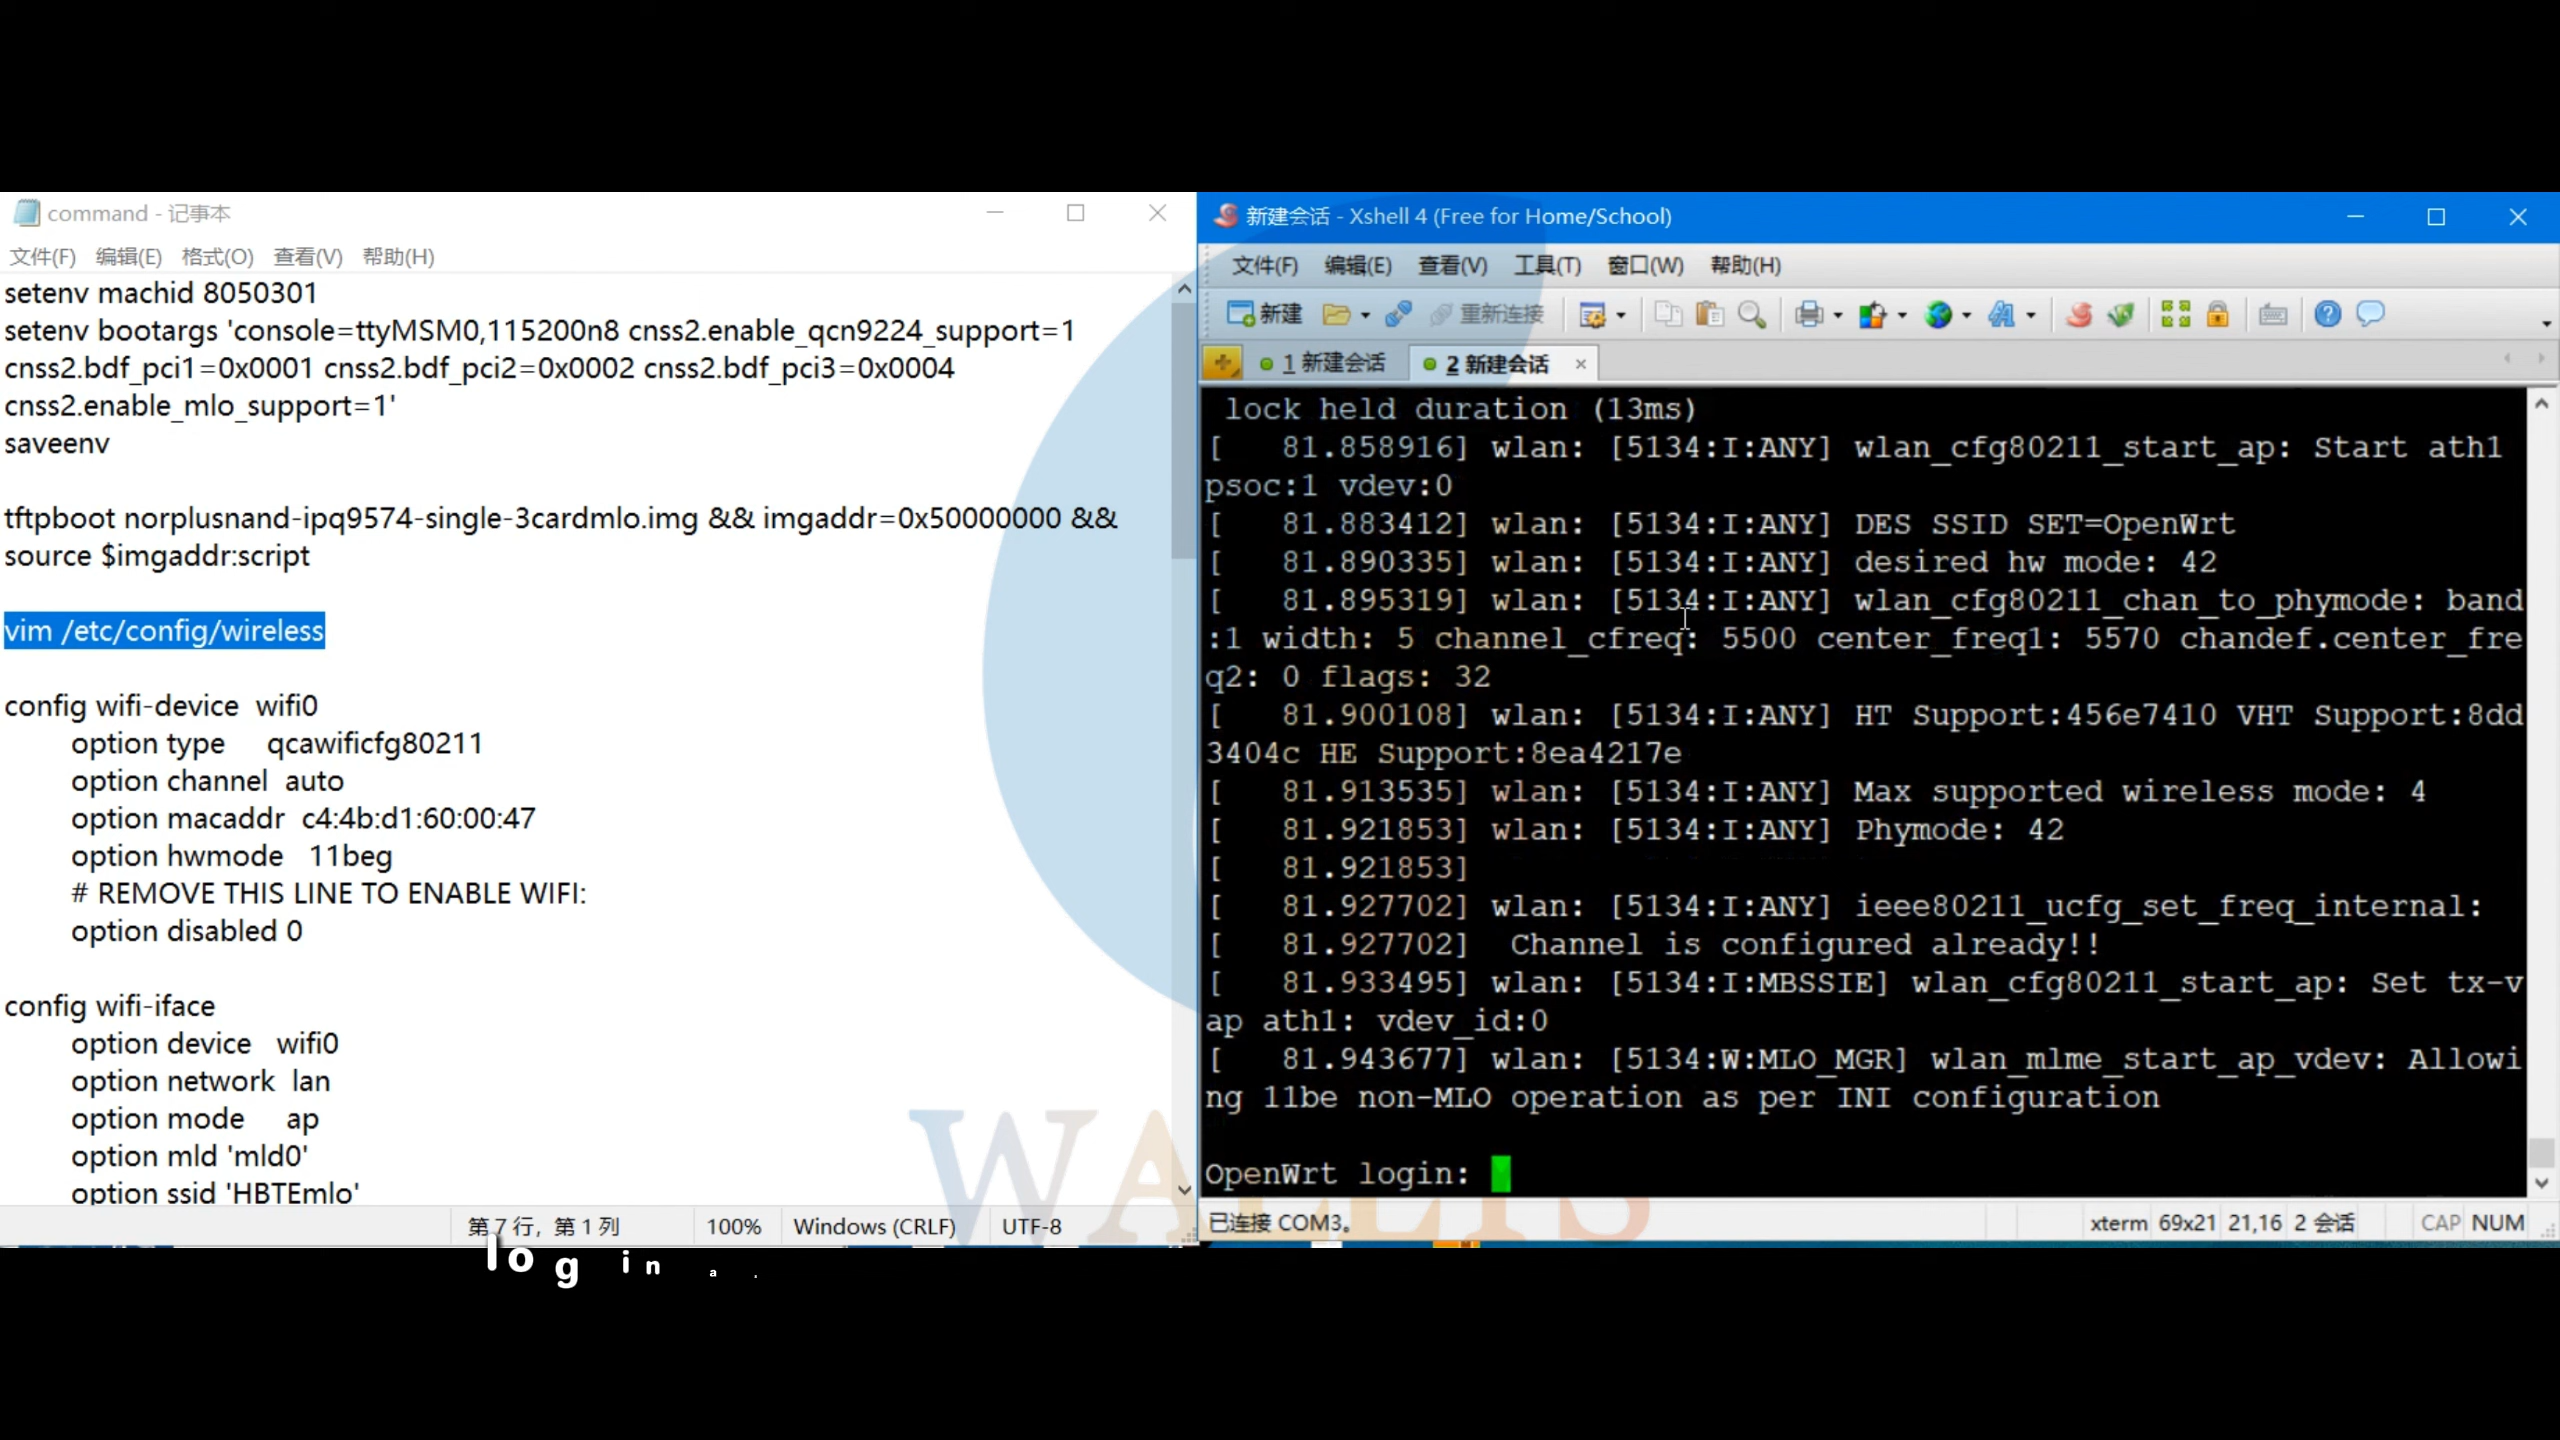 command - 记事本
文件(F) 编辑(E) 格式(O) 查看(V) 帮助(H)
setenv machid 8050301
setenv bootargs 'console=ttyMSM0,115200n8 cnss2.enable_qcn9224_support=1
cnss2.bdf_pci1=0x0001 cnss2.bdf_pci2=0x0002 cnss2.bdf_pci3=0x0004
cnss2.enable_mlo_support=1'
saveenv
tftpboot norplusnand-ipq9574-single-3cardmlo.img && imgaddr=0x50000000 &&
source $imgaddr:script
vim /etc/config/wireless
config wifi-device wifi0
option type qcawificfg80211
option channel auto
option macaddr c4:4b:d1:60:00:47
option hwmode 11beg
# REMOVE THIS LINE TO ENABLE WIFI:
option disabled 0
config wifi-iface
option device wifi0
option network lan
option mode ap
option mld 'mld0'
option ssid 'HBTEmlo'
第 7 行，第 1 列 100% Windows (CRLF) UTF-8
新建会话 - Xshell 4 (Free for Home/School)
文件(F) 编辑(E) 查看(V) 工具(T) 窗口(W) 帮助(H)
新建 重新连接
1 新建会话 2 新建会话
lock held duration (13ms)
[ 81.858916] wlan: [5134:I:ANY] wlan_cfg80211_start_ap: Start ath1
psoc:1 vdev:0
[ 81.883412] wlan: [5134:I:ANY] DES SSID SET=OpenWrt
[ 81.890335] wlan: [5134:I:ANY] desired hw mode: 42
[ 81.895319] wlan: [5134:I:ANY] wlan_cfg80211_chan_to_phymode: band
:1 width: 5 channel_cfreq: 5500 center_freq1: 5570 chandef.center_fre
q2: 0 flags: 32
[ 81.900108] wlan: [5134:I:ANY] HT Support:456e7410 VHT Support:8dd
3404c HE Support:8ea4217e
[ 81.913535] wlan: [5134:I:ANY] Max supported wireless mode: 4
[ 81.921853] wlan: [5134:I:ANY] Phymode: 42
[ 81.921853]
[ 81.927702] wlan: [5134:I:ANY] ieee80211_ucfg_set_freq_internal:
[ 81.927702] Channel is configured already!!
[ 81.933495] wlan: [5134:I:MBSSIE] wlan_cfg80211_start_ap: Set tx-v
ap ath1: vdev_id:0
[ 81.943677] wlan: [5134:W:MLO_MGR] wlan_mlme_start_ap_vdev: Allowi
ng 11be non-MLO operation as per INI configuration
OpenWrt login:
已连接 COM3。 xterm 69x21 21,16 2 会话 CAP NUM
WALLYS
log in a